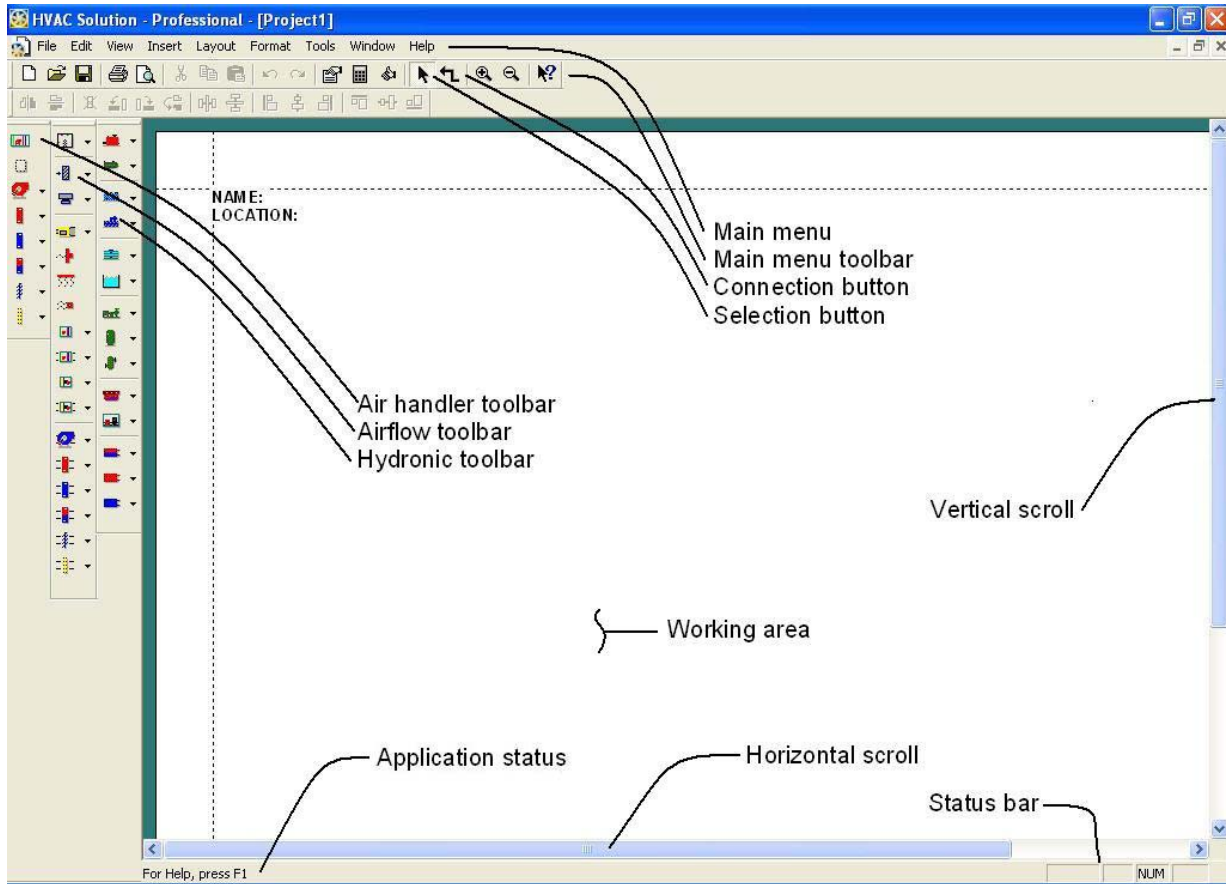 HVAC Solution - Professional - [Project1]
File Edit View Insert Layout Format Tools Window Help
NAME:
LOCATION:
Main menu
Main menu toolbar
Connection button
Selection button
Air handler toolbar
Airflow toolbar
Hydronic toolbar
Vertical scroll
Working area
Application status
Horizontal scroll
Status bar
For Help, press F1
NUM